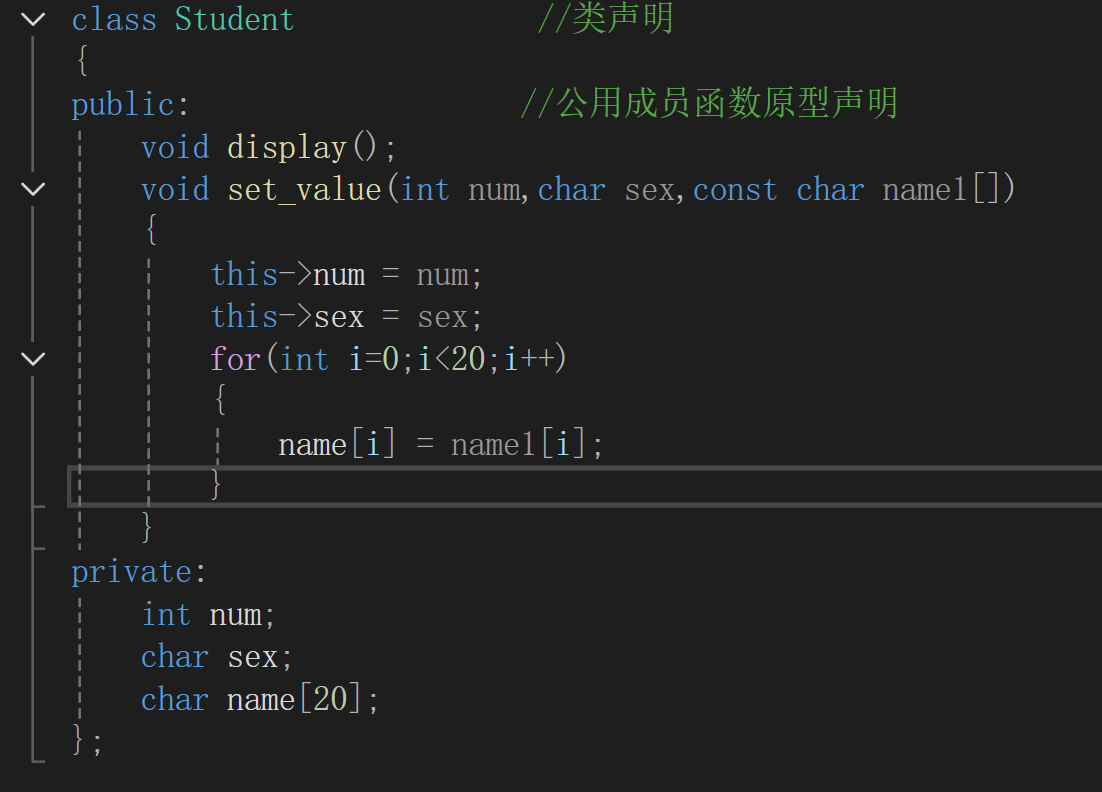 class Student //类声明
{
public: //公用成员函数原型声明
void display();
void set_value(int num,char sex,const char name1[])
{
this->num = num;
this->sex = sex;
for(int i=0;i<20;i++)
{
name[i] = name1[i];
}
}
private:
int num;
char sex;
char name[20];
};